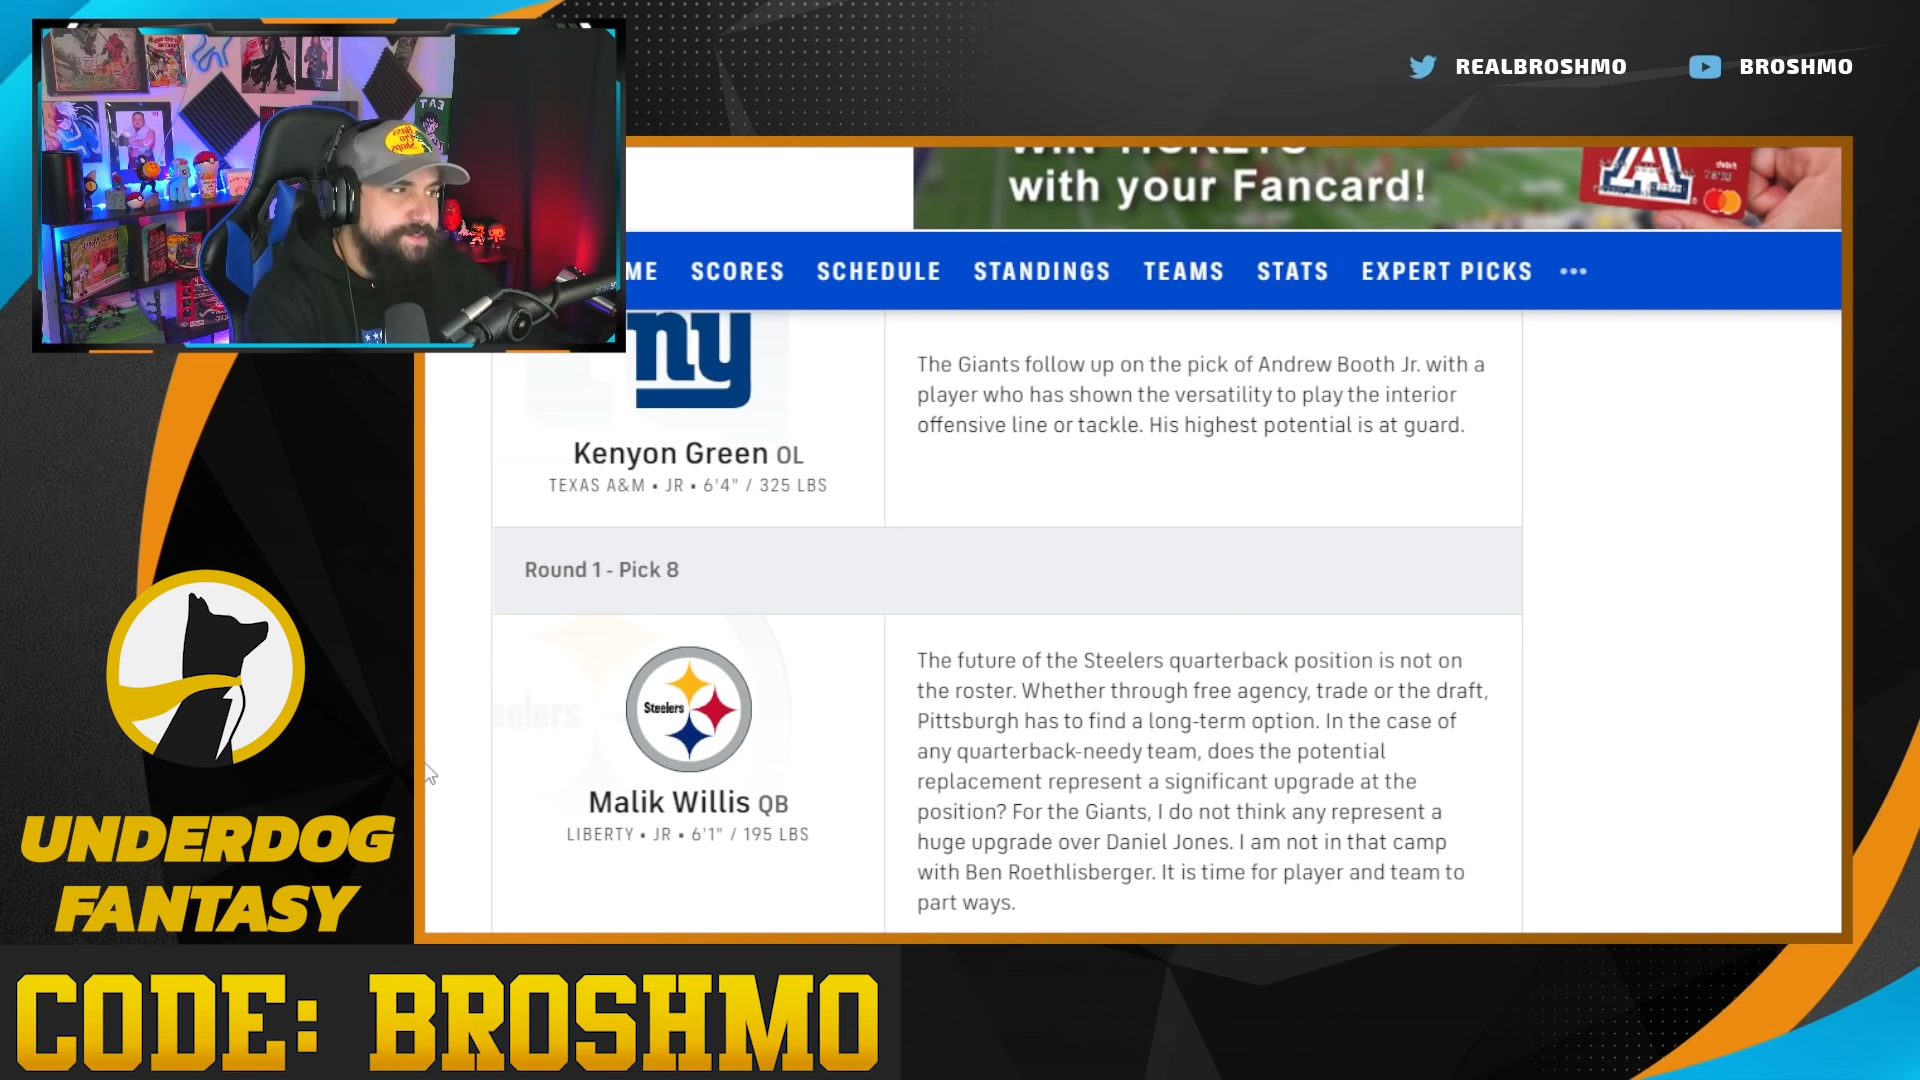 REALBROSHMO
BROSHMO
with your Fancard!
debit
ME SCORES SCHEDULE STANDINGS TEAMS STATS EXPERT PICKS •••
ny
The Giants follow up on the pick of Andrew Booth Jr. with a
player who has shown the versatility to play the interior
offensive line or tackle. His highest potential is at guard.
Kenyon Green OL
TEXAS A&M • JR • 6'4" / 325 LBS
Round 1 - Pick 8
Steelers
Malik Willis QB
LIBERTY • JR • 6'1" / 195 LBS
The future of the Steelers quarterback position is not on
the roster. Whether through free agency, trade or the draft,
Pittsburgh has to find a long-term option. In the case of
any quarterback-needy team, does the potential
replacement represent a significant upgrade at the
position? For the Giants, I do not think any represent a
huge upgrade over Daniel Jones. I am not in that camp
with Ben Roethlisberger. It is time for player and team to
part ways.
UNDERDOG
FANTASY
CODE: BROSHMO